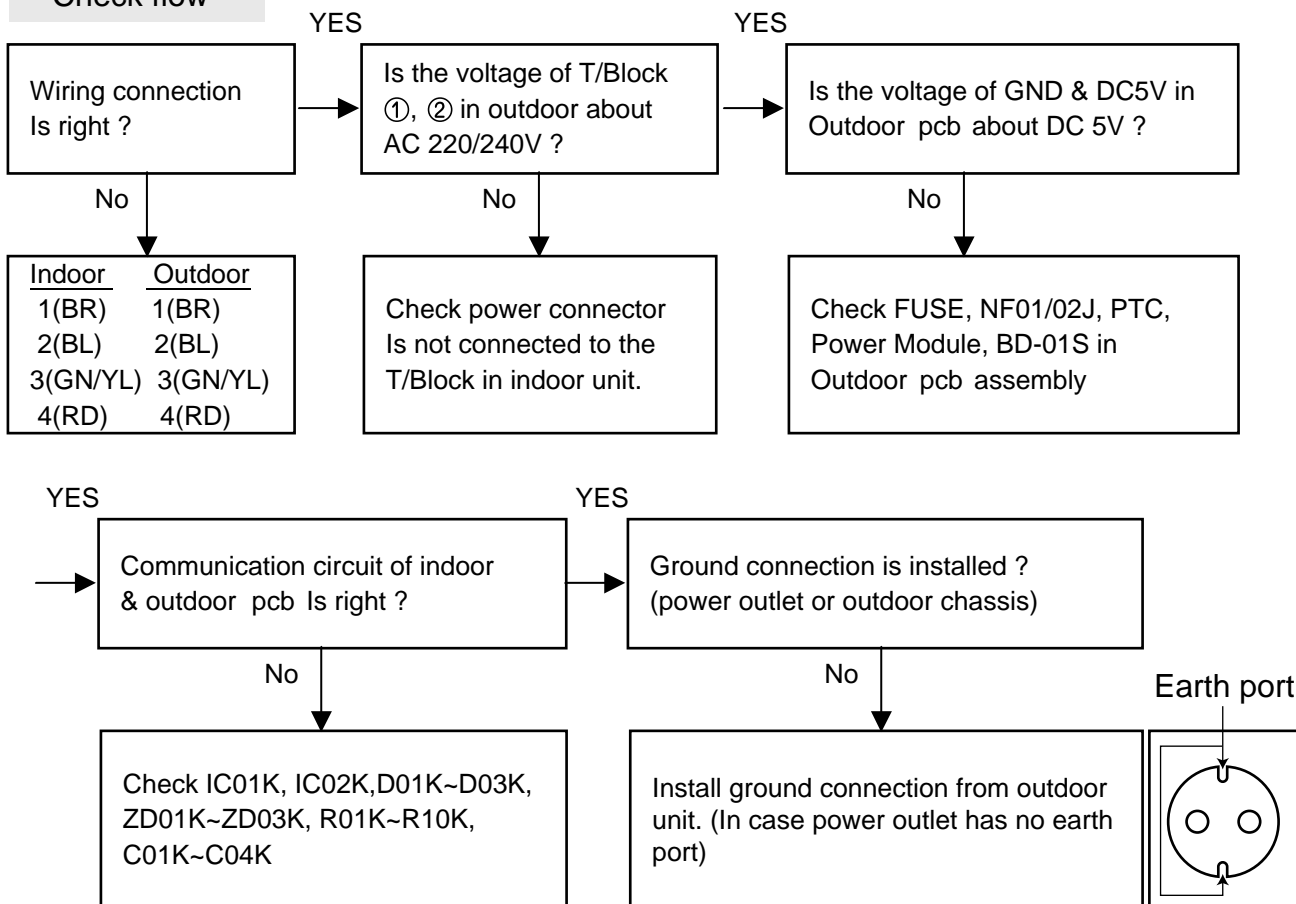 Check flow
YES
YES
Wiring connection
Is right ?
Is the voltage of T/Block
①, ② in outdoor about
AC 220/240V ?
Is the voltage of GND & DC5V in
Outdoor pcb about DC 5V ?
No
No
No
Indoor Outdoor
1(BR) 1(BR)
2(BL) 2(BL)
3(GN/YL) 3(GN/YL)
4(RD) 4(RD)
Check power connector
Is not connected to the
T/Block in indoor unit.
Check FUSE, NF01/02J, PTC,
Power Module, BD-01S in
Outdoor pcb assembly
YES
YES
Communication circuit of indoor
& outdoor pcb Is right ?
Ground connection is installed ?
(power outlet or outdoor chassis)
No
No
Earth port
Check IC01K, IC02K,D01K~D03K,
ZD01K~ZD03K, R01K~R10K,
C01K~C04K
Install ground connection from outdoor
unit. (In case power outlet has no earth
port)